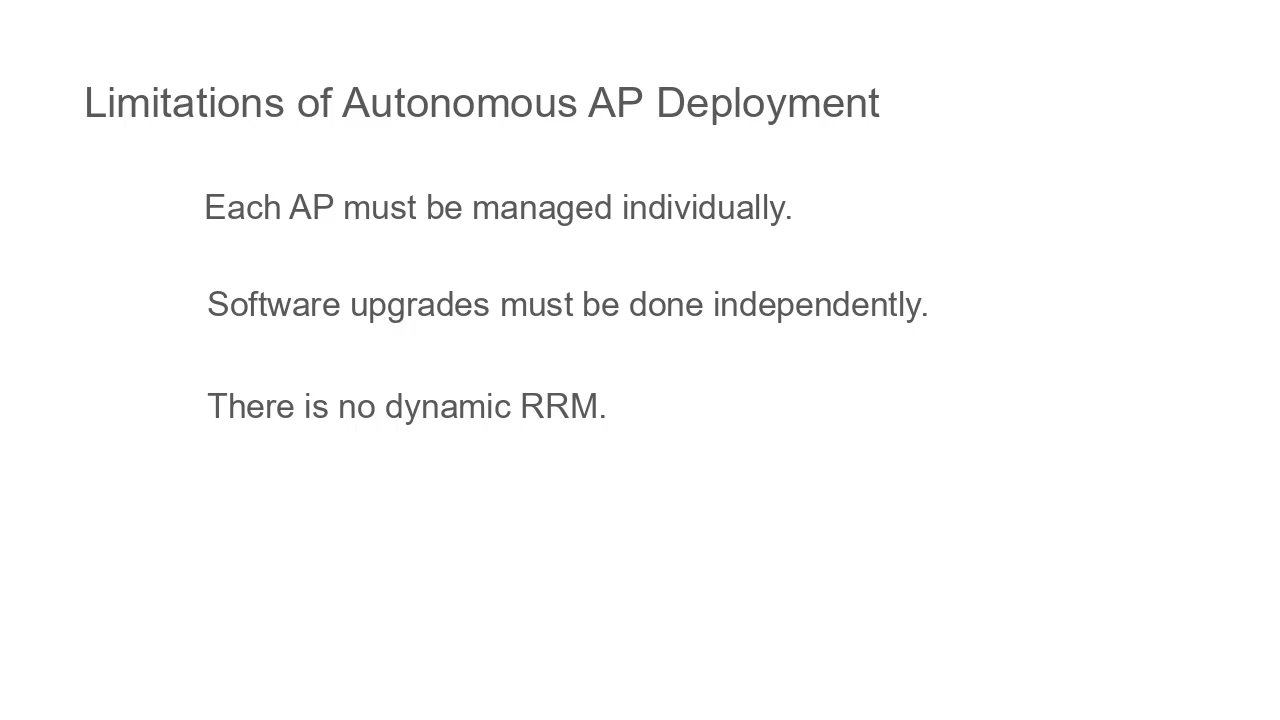 Limitations of Autonomous AP Deployment
Each AP must be managed individually.
Software upgrades must be done independently.
There is no dynamic RRM.